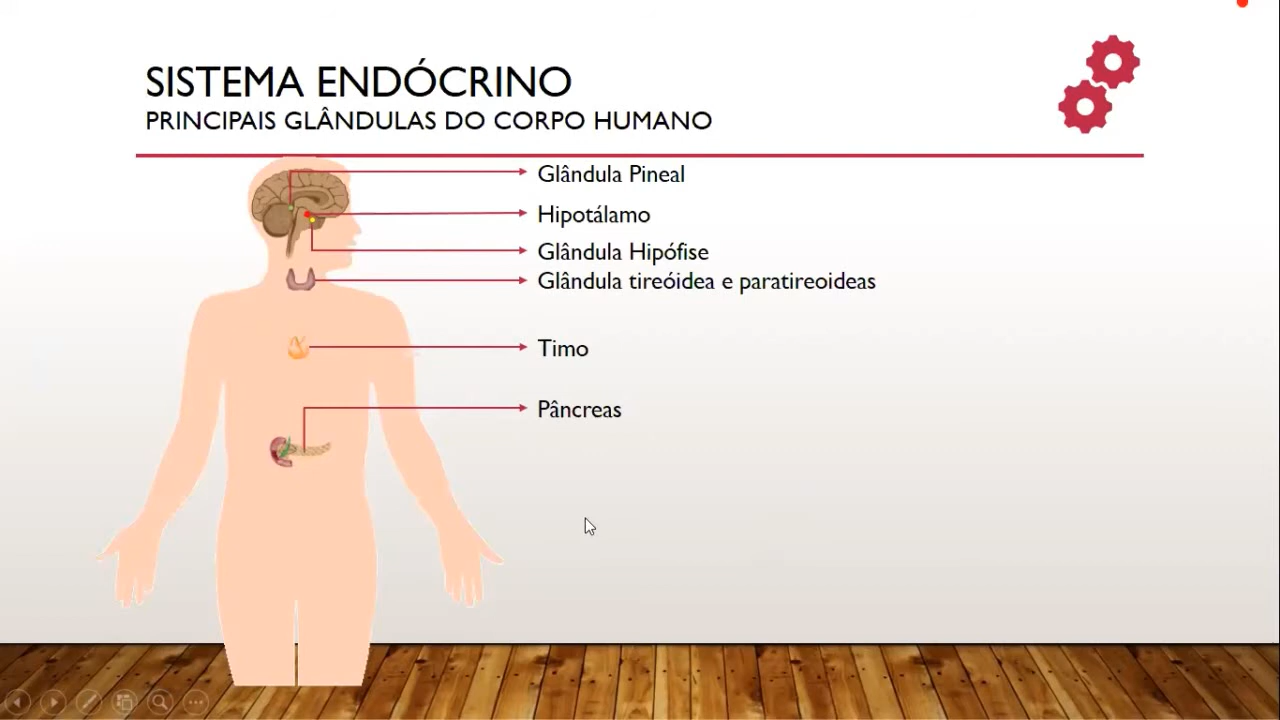 SISTEMA ENDÓCRINO
PRINCIPAIS GLÂNDULAS DO CORPO HUMANO
Glândula Pineal
Hipotálamo
Glândula Hipófise
Glândula tireóidea e paratireoideas
Timo
Pâncreas